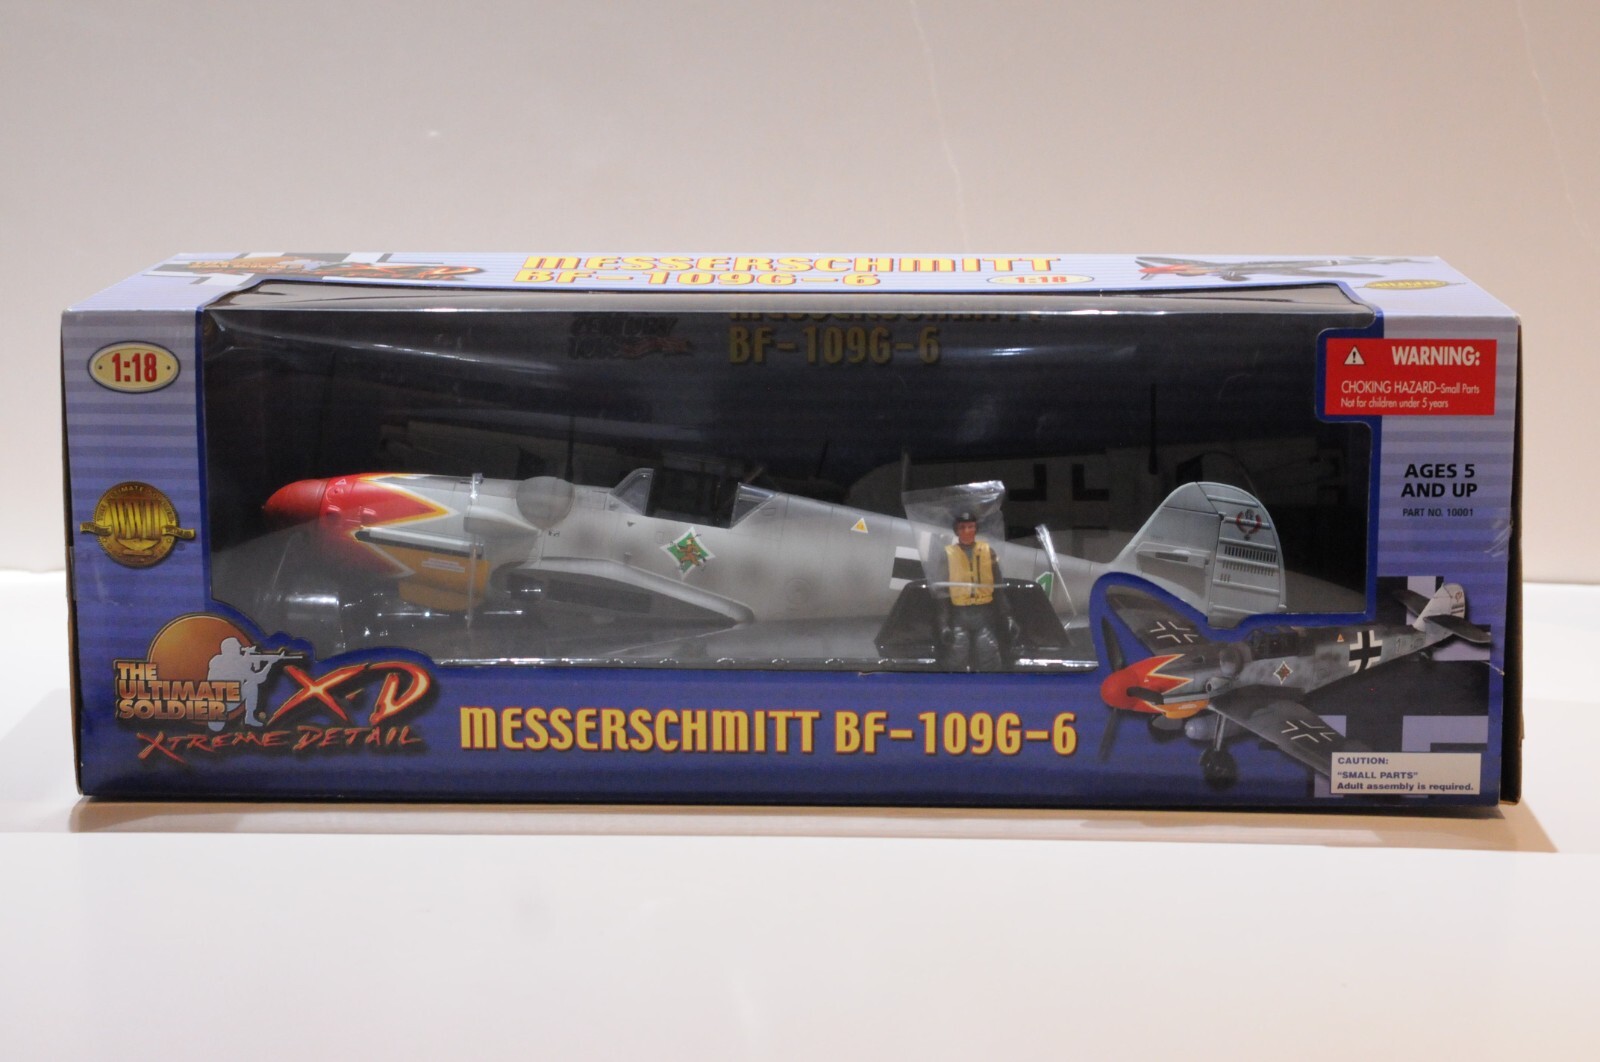 MESSERSCHMITT
BF-109G-6
1:18
1:18
BF-109G-6
WARNING:
CHOKING HAZARD-Small Parts
Not for children under 5 years
AGES 5
AND UP
PART NO. 10001
WWII
THE
ULTIMATE
SOLDIER
X-D
XTREME DETAIL
MESSERSCHMITT BF-109G-6
CAUTION:
"SMALL PARTS"
Adult assembly is required.